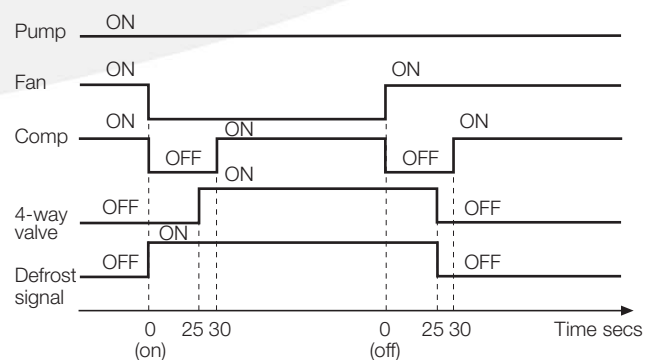 Pump ON
Fan ON ON
Comp ON OFF ON OFF ON
4-way valve OFF ON OFF
Defrost signal OFF ON OFF
0 25 30 0 25 30 Time secs
(on) (off)